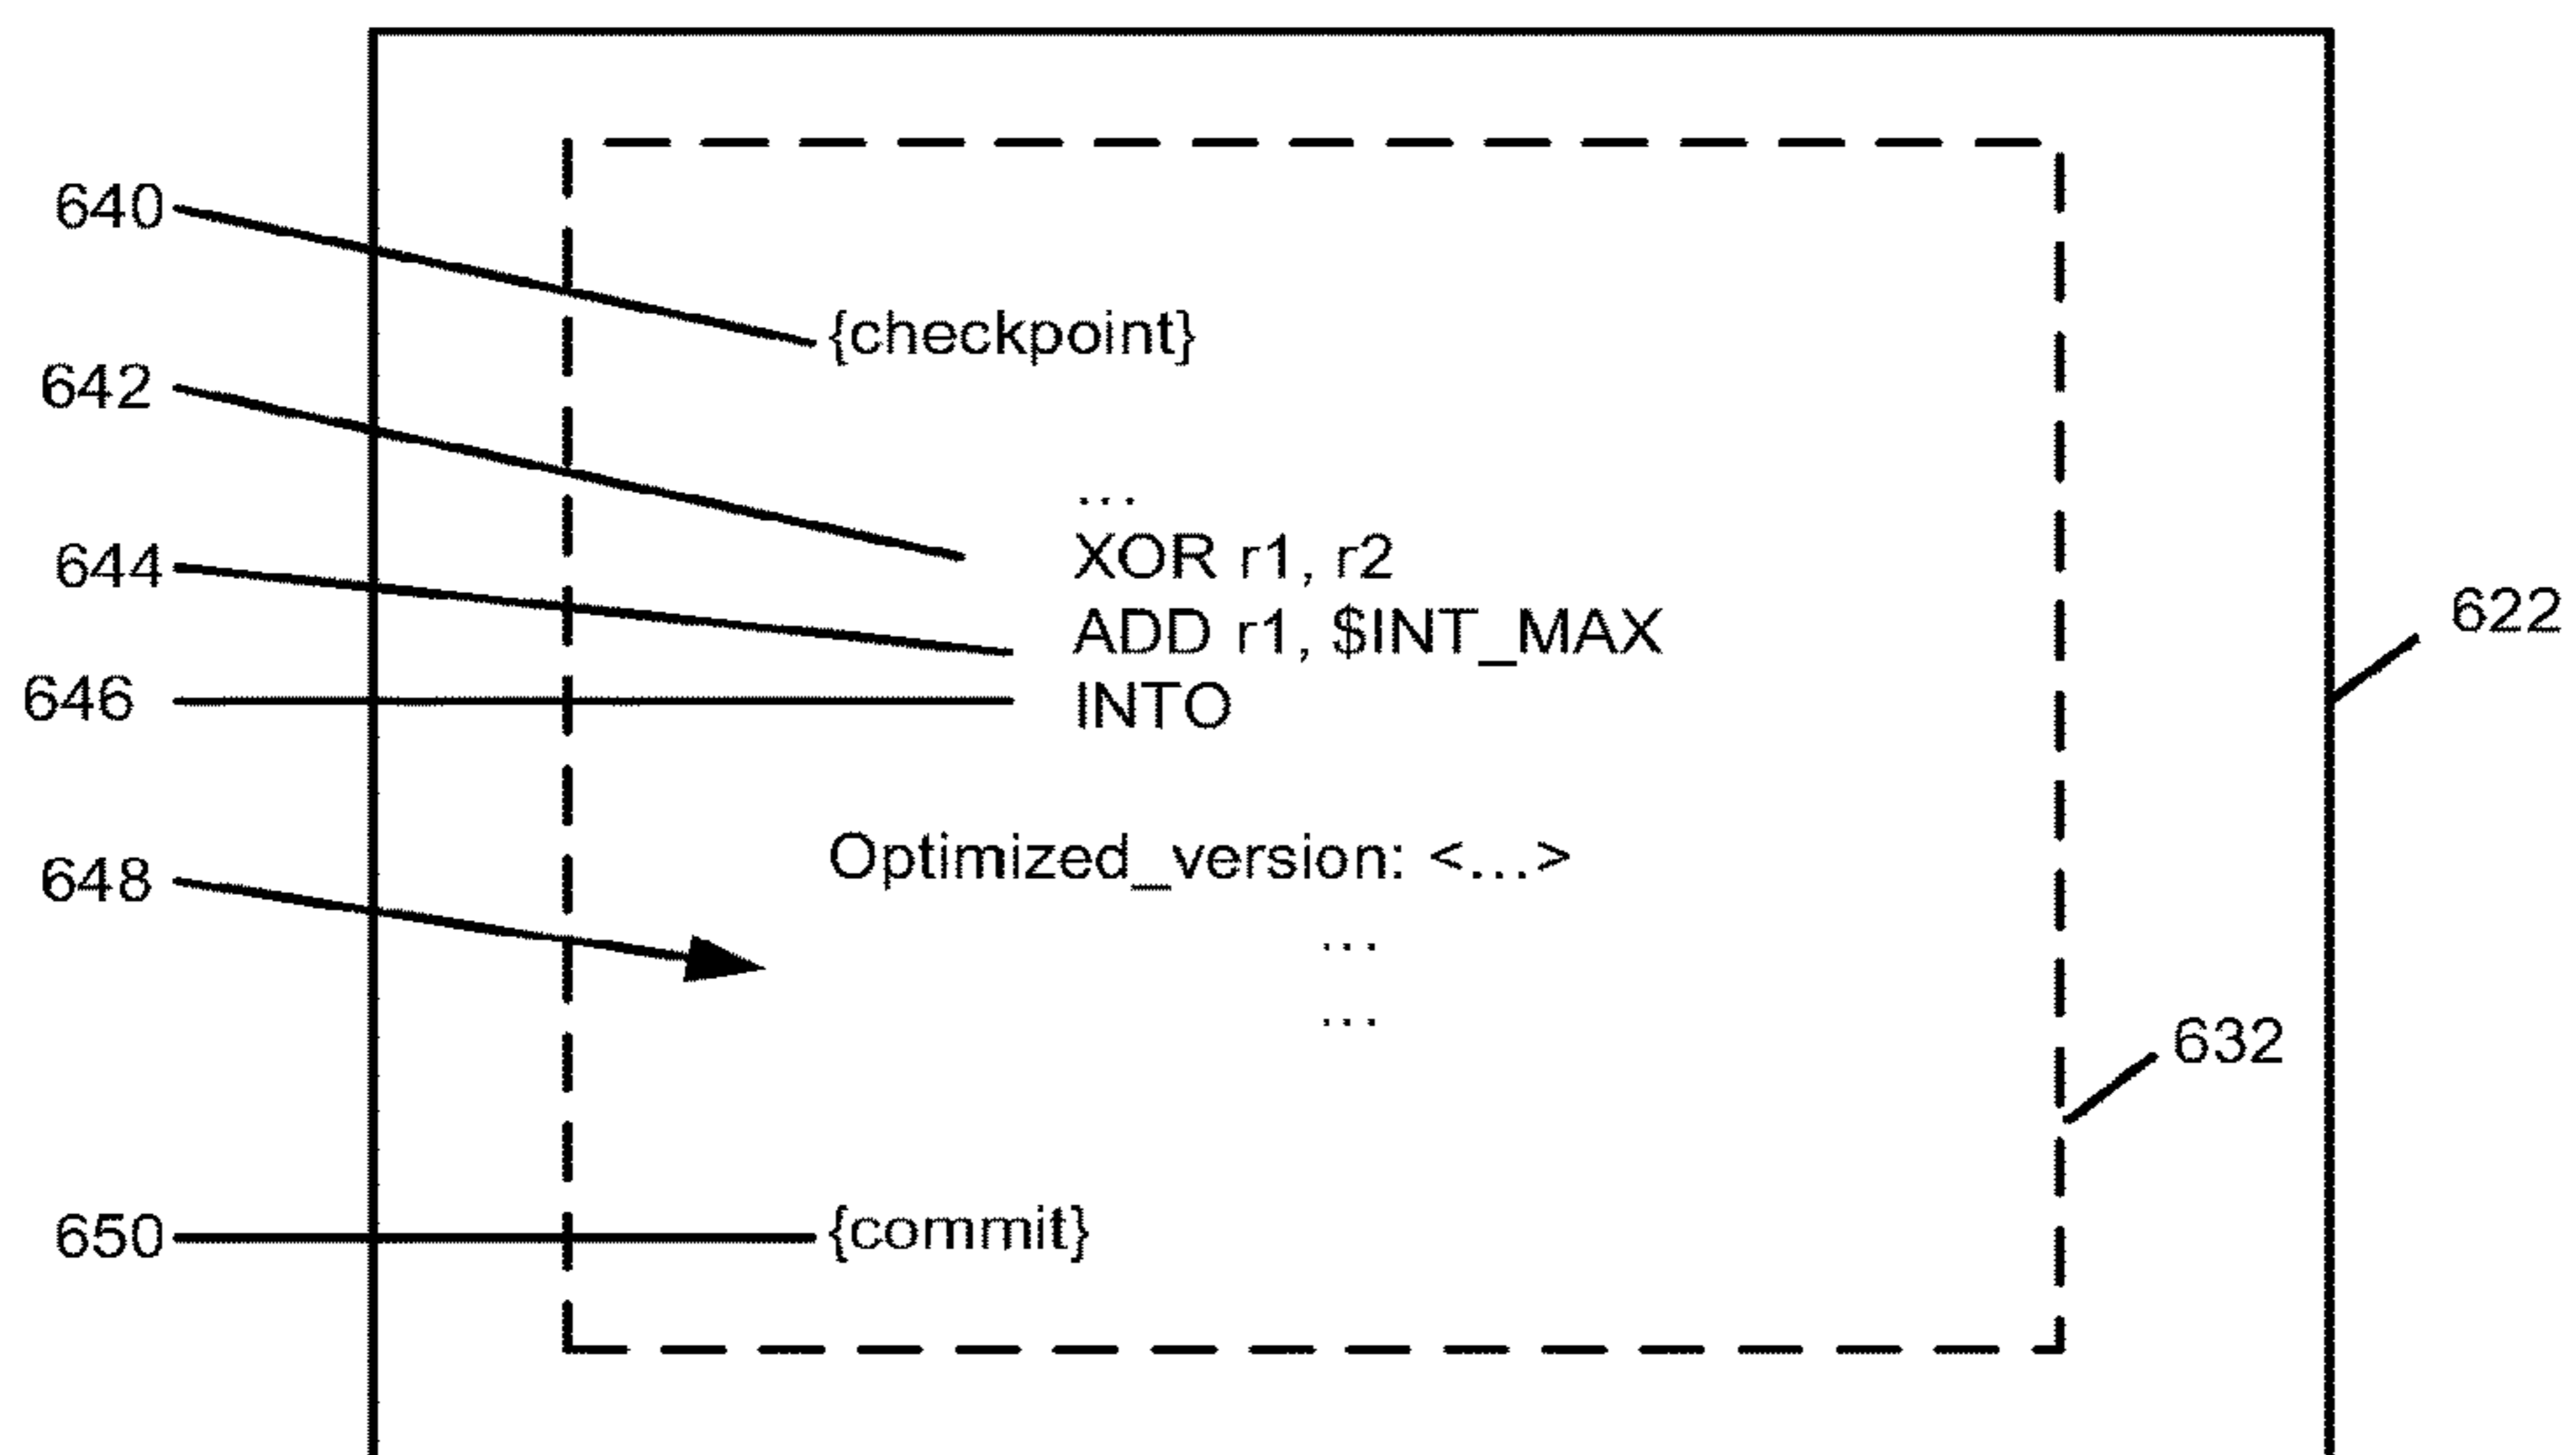 640
{checkpoint}
642
...
XOR r1, r2
644
ADD r1, $INT_MAX
622
646
INTO
Optimized_version: <...>
648
...
...
632
650
{commit}